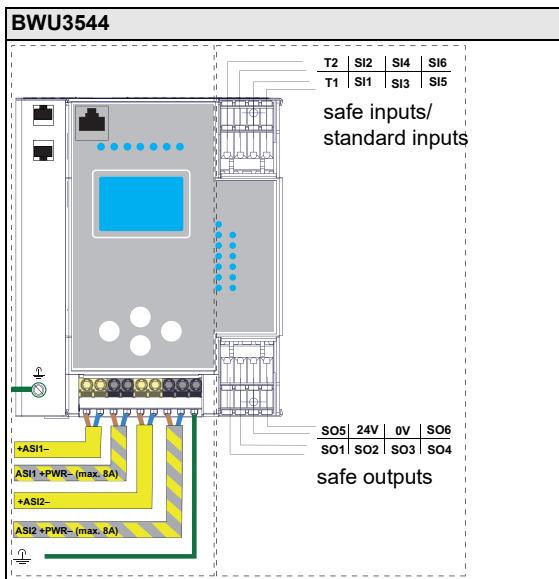 BWU3544
T2 SI2 SI4 SI6
T1 SI1 SI3 SI5
safe inputs/
standard inputs
SO5 24V 0V SO6
SO1 SO2 SO3 SO4
safe outputs
+ASI1–
ASI1 +PWR– (max. 8A)
+ASI2–
ASI2 +PWR– (max. 8A)